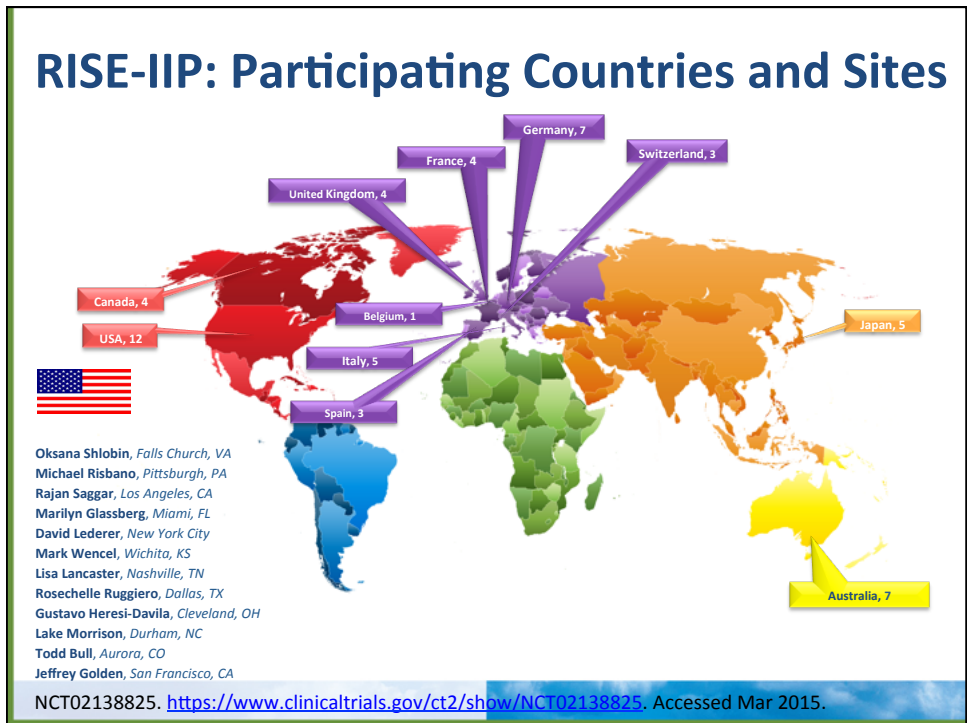 RISE-IIP: Participating Countries and Sites
Germany, 7
France, 4
Switzerland, 3
United Kingdom, 4
Canada, 4
Belgium, 1
USA, 12
Japan, 5
Italy, 5
Spain, 3
Oksana Shlobin, Falls Church, VA
Michael Risbano, Pittsburgh, PA
Rajan Saggar, Los Angeles, CA
Marilyn Glassberg, Miami, FL
David Lederer, New York City
Mark Wencel, Wichita, KS
Lisa Lancaster, Nashville, TN
Rosechelle Ruggiero, Dallas, TX
Gustavo Heresi-Davila, Cleveland, OH
Lake Morrison, Durham, NC
Todd Bull, Aurora, CO
Jeffrey Golden, San Francisco, CA
Australia, 7
NCT02138825. https://www.clinicaltrials.gov/ct2/show/NCT02138825. Accessed Mar 2015.